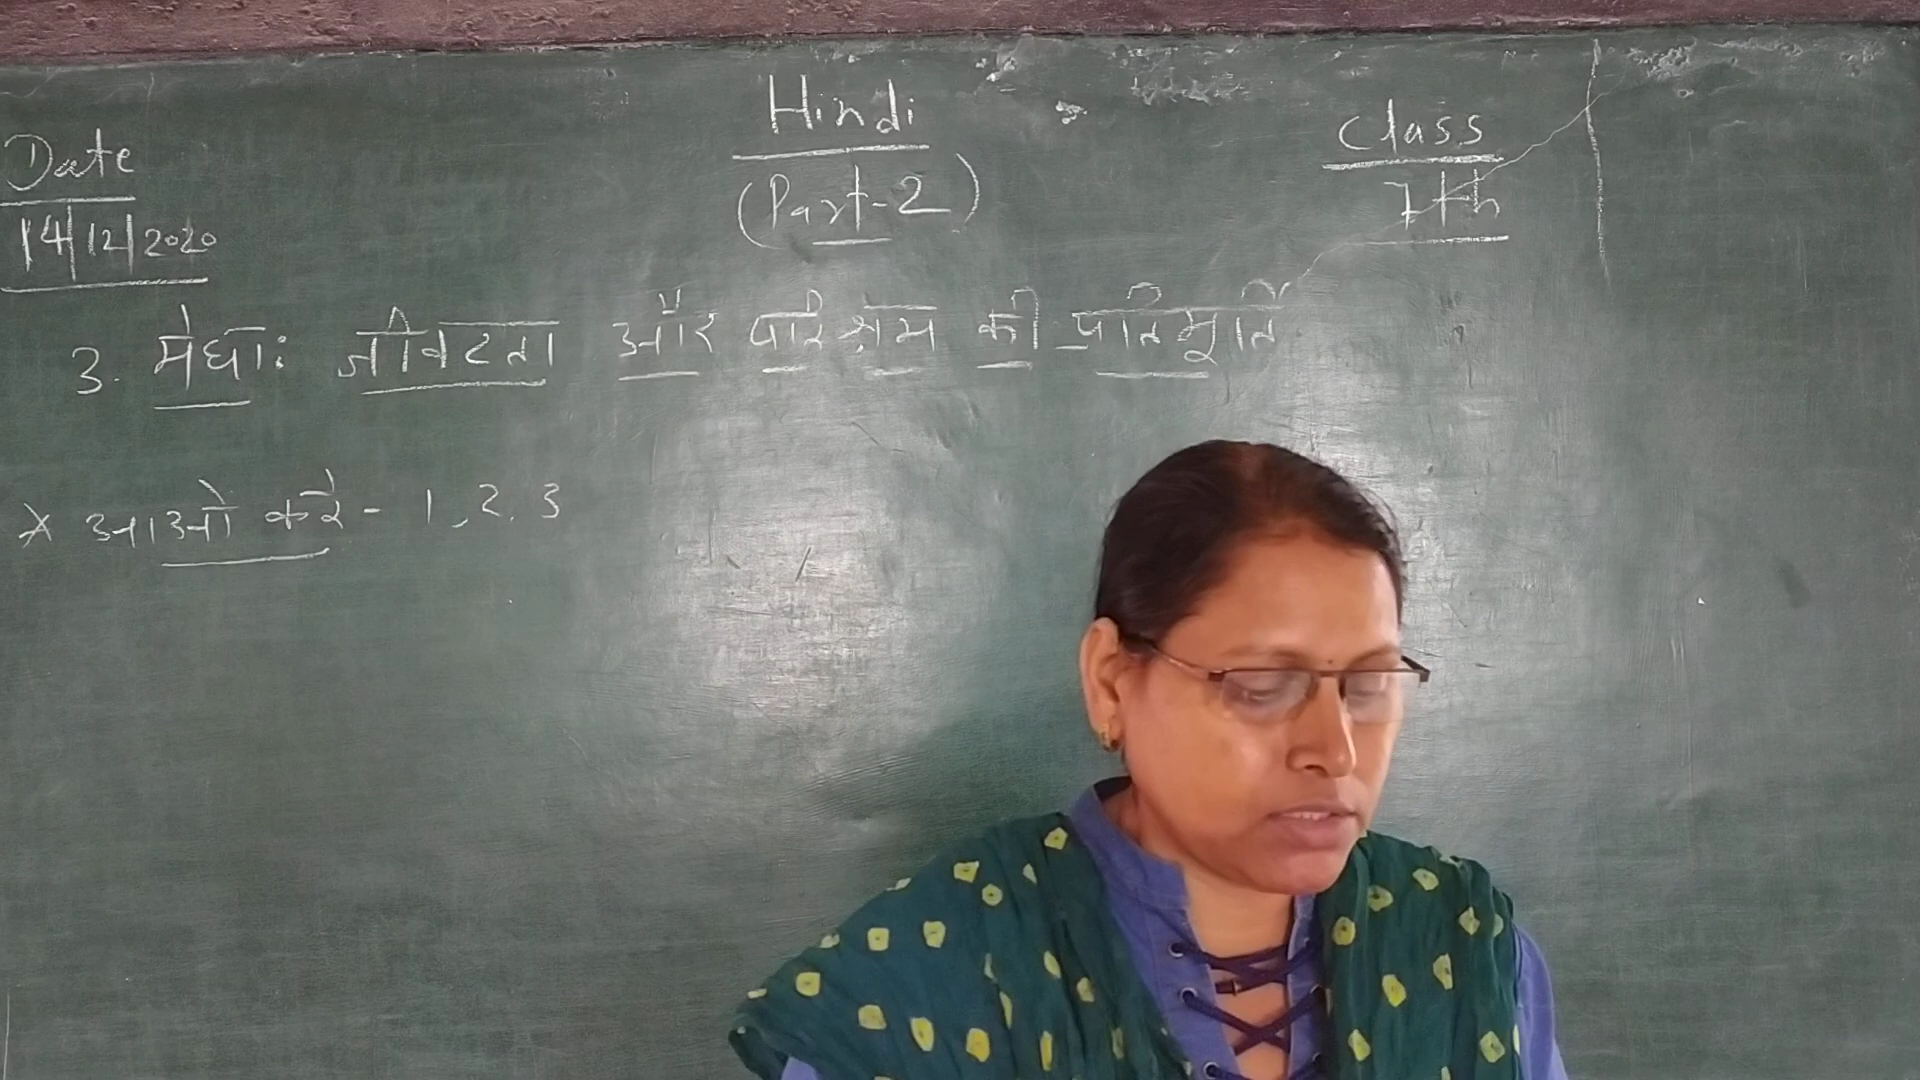 Hindi
(Part-2)
Class
7th
Date
14/12/2020
3. मेधा: जीवटता और परिश्रम की प्रतिमूर्ति
* आओ करे - 1, 2, 3